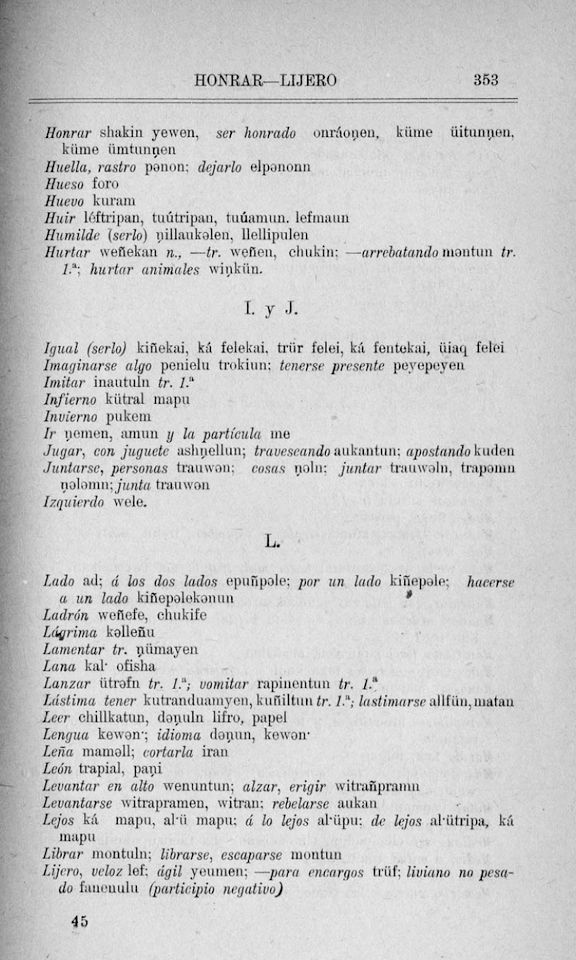 HONRAR—LIJERO 353
Honrar shakin yewen, ser honrado onráoŋen, küme üitunŋen,
küme ümtunŋen
Huella, rastro pənon; dejarlo elpənonn
Hueso foro
Huevo kuram
Huir léftripan, tuútripan, tuúamun, lefmaun
Humilde (serlo) ŋillaukəlen, llellipulen
Hurtar weñekan n., —tr. weñen, chukin; —arrebatando məntun tr.
1.ª; hurtar animales wiŋkün.
I. y J.
Igual (serlo) kiñekai, ká felekai, trür felei, ká fentekai, üiaq felei
Imaginarse algo penielu trokiun; tenerse presente peyepeyen
Imitar inautuln tr. 1.ª
Infierno kütral mapu
Invierno pukem
Ir ŋemen, amun y la partícula me
Jugar, con juguete ashŋellun; traveseando aukantun; apostando kuden
Juntarse, personas trauwən; cosas ŋəln; juntar trauwəln, trapəmn
ŋələmn; junta trauwən
Izquierdo wele.
L.
Lado ad; á los dos lados epuñpəle; por un lado kiñepəle; hacerse
a un lado kiñepəlekənun
Ladrón weñefe, chukife
Lágrima kəlleñu
Lamentar tr. ŋümayen
Lana kal· ofisha
Lanzar ütrəfn tr. 1.ª; vomitar rapinentun tr. 1.ª
Lástima tener kutranduamyen, kuñiltun tr. 1.ª; lastimarse allfün, matan
Leer chillkatun, dəŋuln lifro, papel
Lengua kewən·; idioma dəŋun, kewən·
Leña maməll; cortarla iran
León trapial, paŋi
Levantar en alto wenuntun; alzar, erigir witrañpramn
Levantarse witrapramen, witran; rebelarse aukan
Lejos ká mapu, al·ü mapu; á lo lejos al·üpu; de lejos al·ütripa, ká
mapu
Librar montuln; librarse, escaparse montun
Lijero, veloz lef; ágil yeumen; —para encargos trüf; liviano no pesa-
do fanenulu (participio negativo)
45